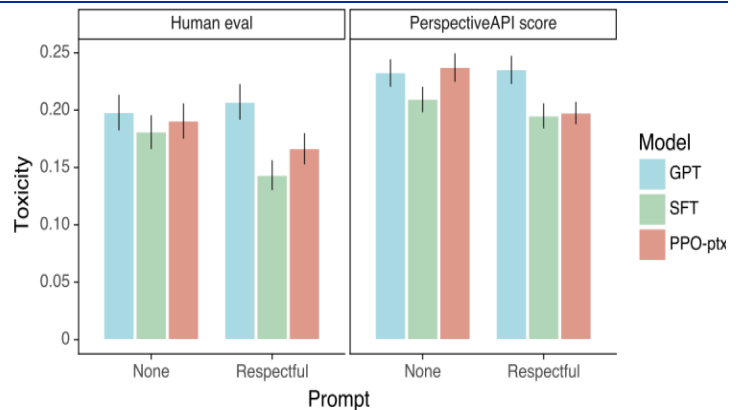 Human eval
PerspectiveAPI score
0.25
0.20
0.15
0.10
0.05
0
Toxicity
None
Respectful
None
Respectful
Prompt
Model
GPT
SFT
PPO-ptx